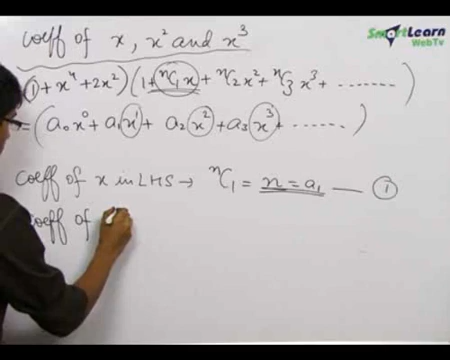 coeff of x, x² and x³
SmartLearn
WebTv
(1 + x⁴ + 2x²)(1 + ⁿC₁x + ⁿC₂x² + ⁿC₃x³ + ......)
= (a₀x⁰ + a₁x¹ + a₂x² + a₃x³ + ......)
Coeff of x in LHS → ⁿC₁ = n = a₁ — ①
Coeff of